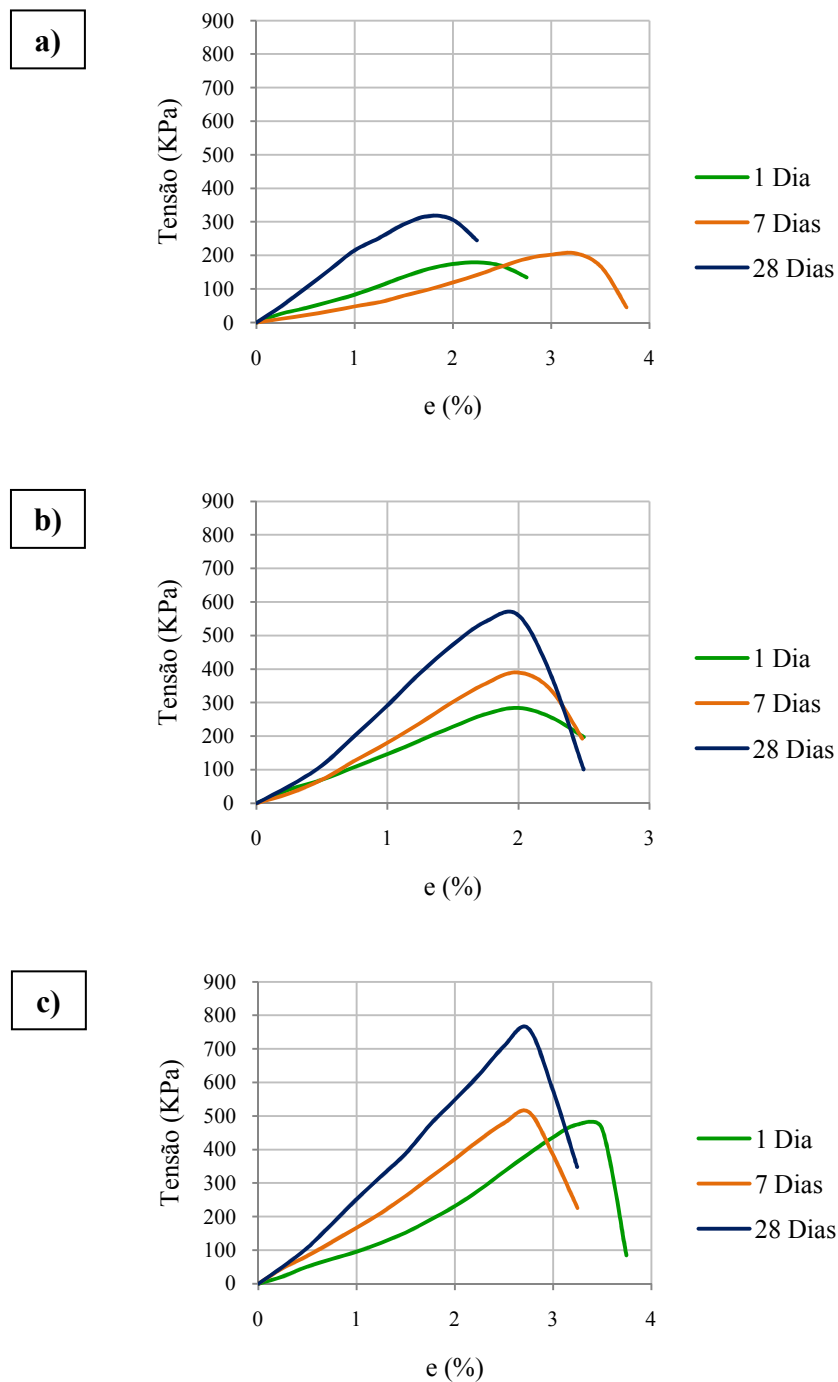 a)
Tensão (KPa)
900
800
700
600
500
400
300
200
100
0
0 1 2 3 4
e (%)
1 Dia
7 Dias
28 Dias
b)
Tensão (KPa)
900
800
700
600
500
400
300
200
100
0
0 1 2 3
e (%)
1 Dia
7 Dias
28 Dias
c)
Tensão (KPa)
900
800
700
600
500
400
300
200
100
0
0 1 2 3 4
e (%)
1 Dia
7 Dias
28 Dias